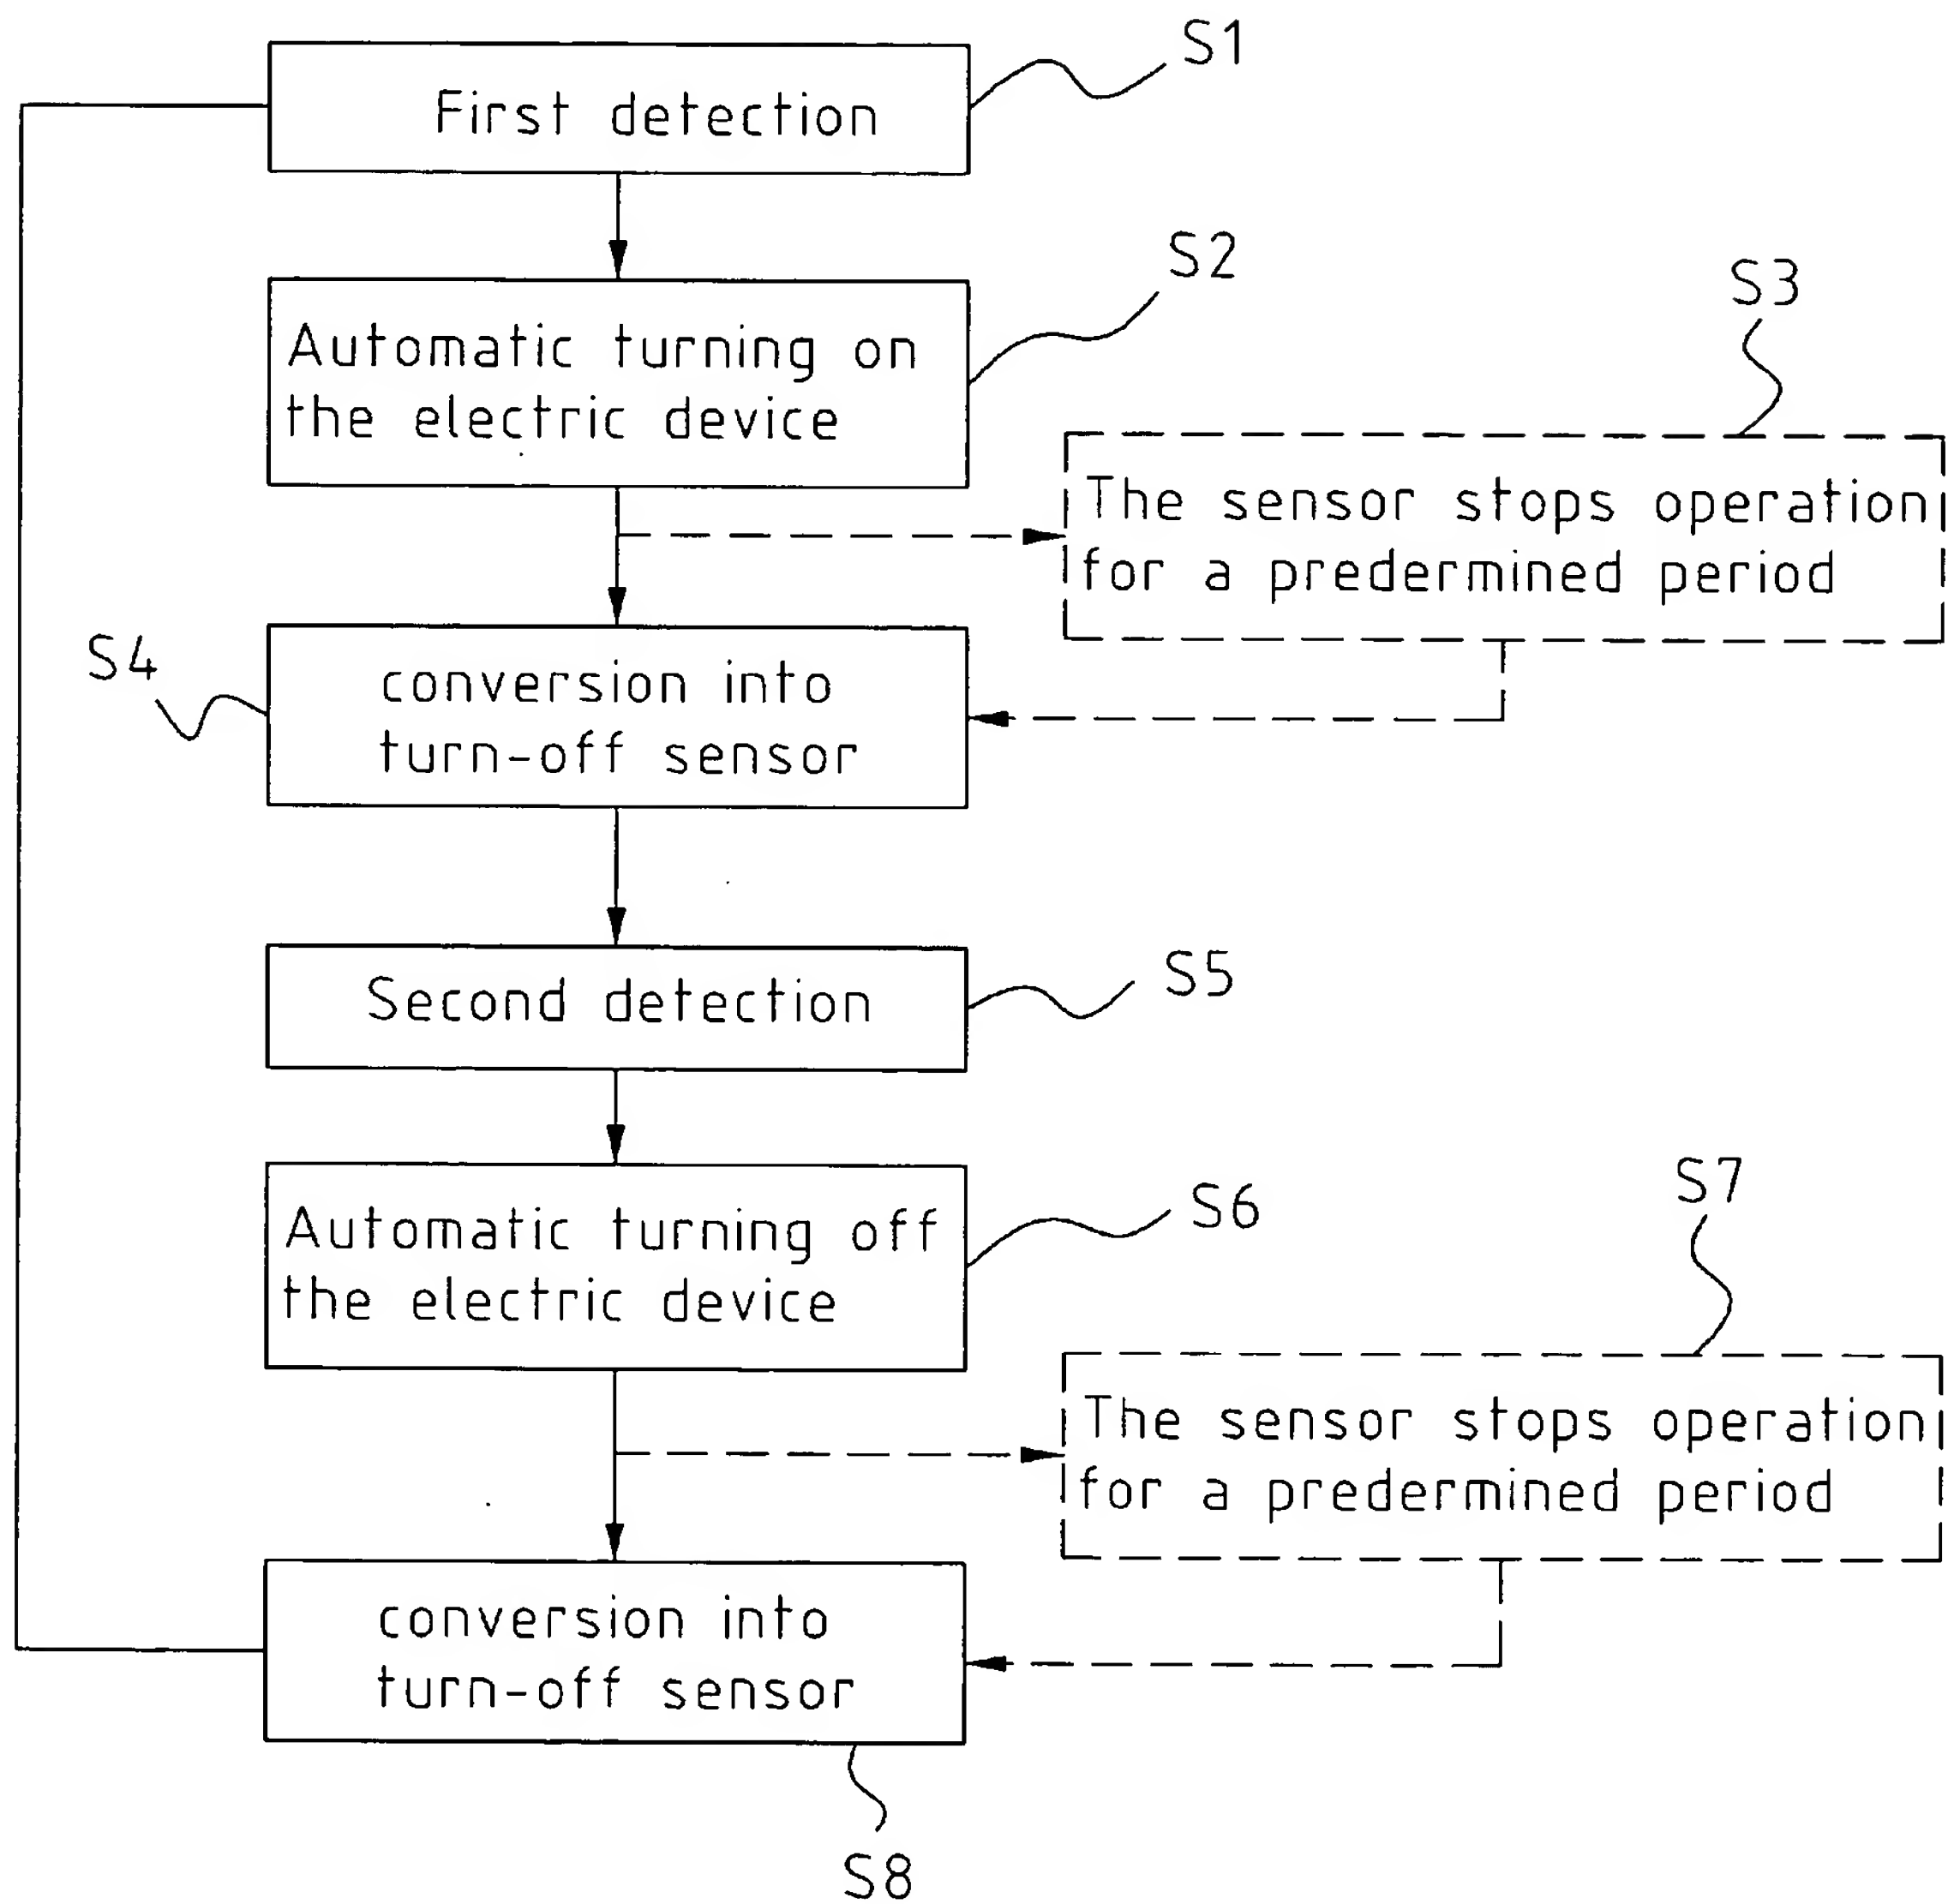 S1
First detection
S2
Automatic turning on
the electric device
S3
The sensor stops operation
for a predermined period
S4
conversion into
turn-off sensor
Second detection
S5
Automatic turning off
the electric device
S6
S7
The sensor stops operation
for a predermined period
conversion into
turn-off sensor
S8